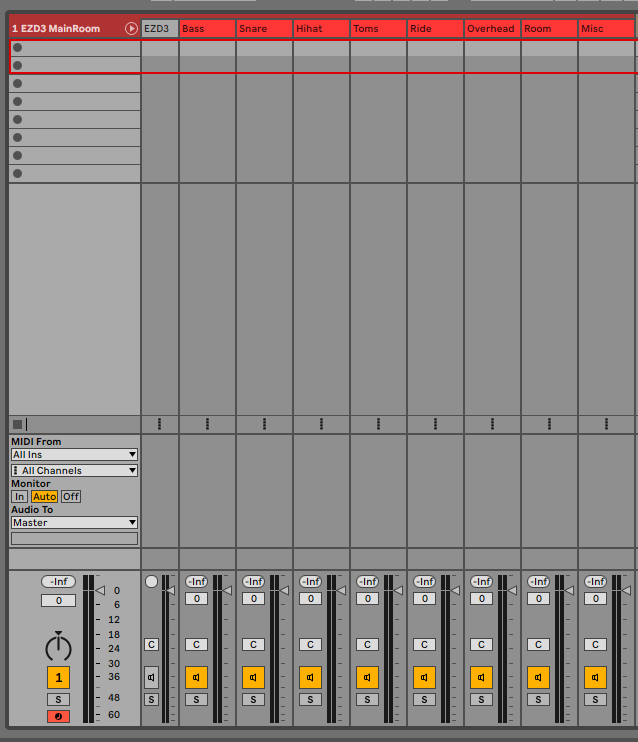 1 EZD3 MainRoom EZD3 Bass Snare Hihat Toms Ride Overhead Room Misc
MIDI From
All Ins
All Channels
Monitor
In Auto Off
Audio To
Master
-Inf -Inf -Inf -Inf -Inf -Inf -Inf -Inf -Inf
0 0 0 0 0 0 0 0 0 0
6
12
18
24 C C C C C C C C C
30
36
1
48
S S S S S S S S S S
60